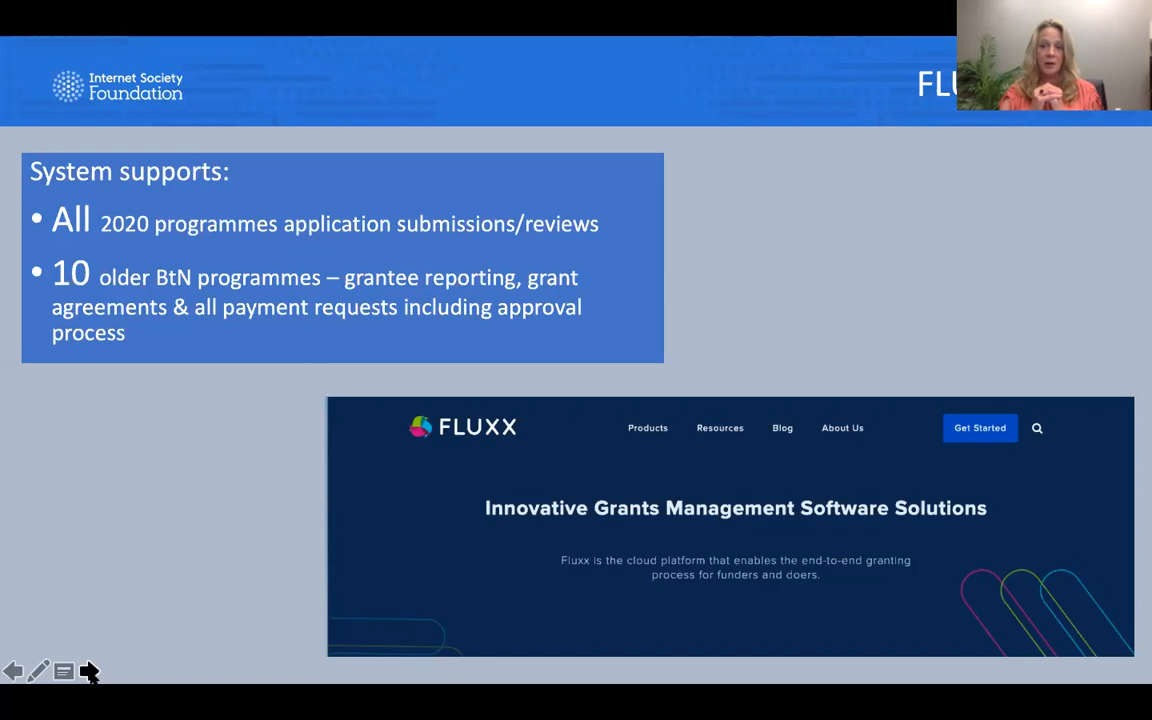 Internet Society
Foundation
System supports:
• All 2020 programmes application submissions/reviews
• 10 older BtN programmes – grantee reporting, grant
agreements & all payment requests including approval
process
FLUXX
Products Resources Blog About Us Get Started
Innovative Grants Management Software Solutions
Fluxx is the cloud platform that enables the end-to-end granting
process for funders and doers.